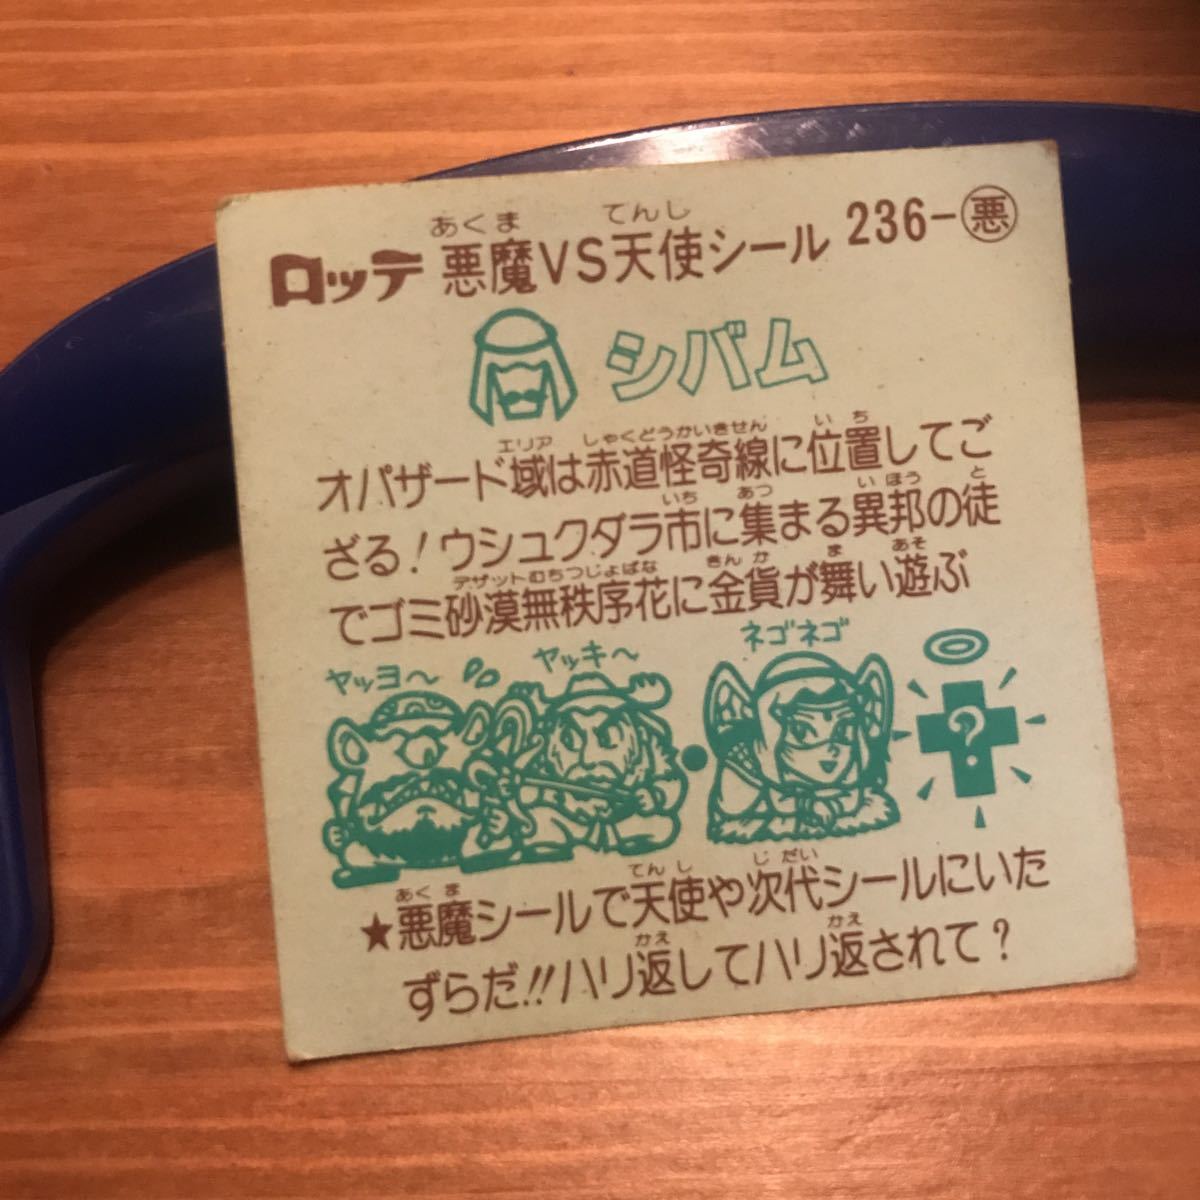 ロッテ 悪魔VS天使シール 236-悪
あくま てんし
シバム
エリア しゃくどうかいきせん いち
オパザード域は赤道怪奇線に位置してご
いち あつ いほう と
ざる!ウシュクダラ市に集まる異邦の徒
デザットむちつじょばな きんか ま あそ
でゴミ砂漠無秩序花に金貨が舞い遊ぶ
ヤッヨ〜 ヤッキ〜 ネゴネゴ
?
あくま てんし じだい
★悪魔シールで天使や次代シールにいた
かえ かえ
ずらだ!!ハリ返してハリ返されて?